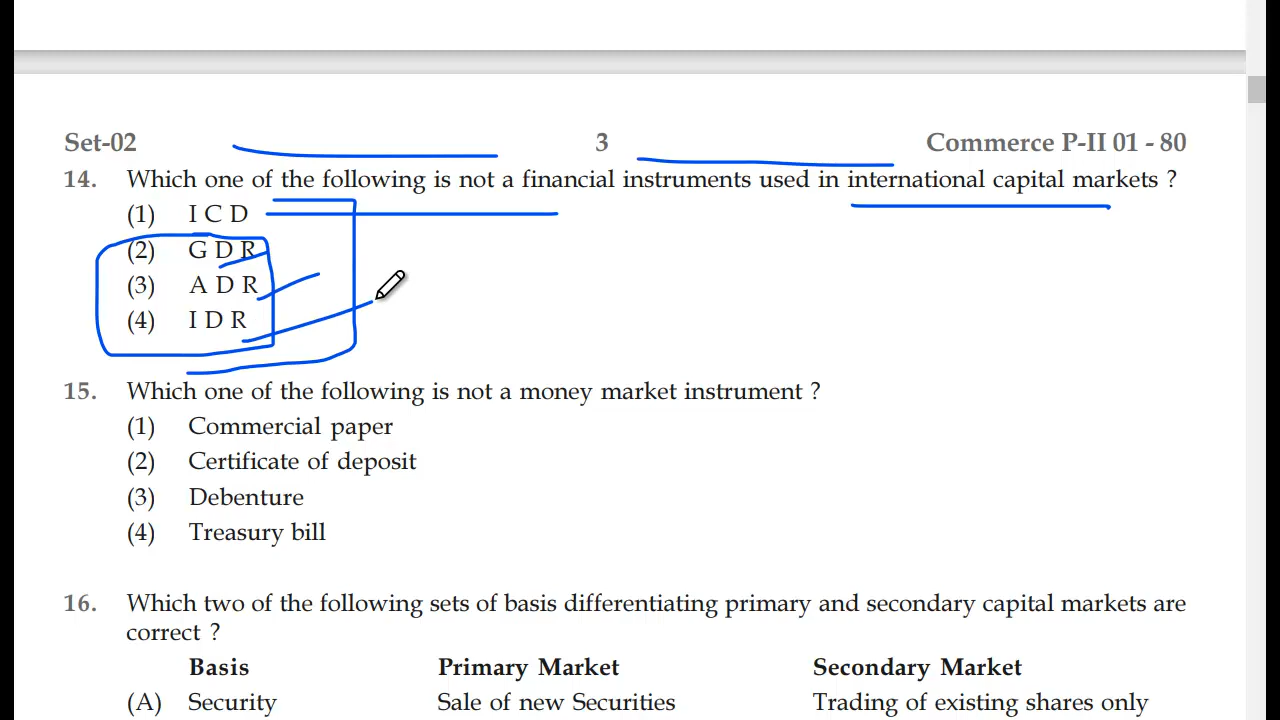 Set-02 3 Commerce P-II 01 - 80
14. Which one of the following is not a financial instruments used in international capital markets ?
(1) I C D
(2) G D R
(3) A D R
(4) I D R
15. Which one of the following is not a money market instrument ?
(1) Commercial paper
(2) Certificate of deposit
(3) Debenture
(4) Treasury bill
16. Which two of the following sets of basis differentiating primary and secondary capital markets are
correct ?
Basis Primary Market Secondary Market
(A) Security Sale of new Securities Trading of existing shares only